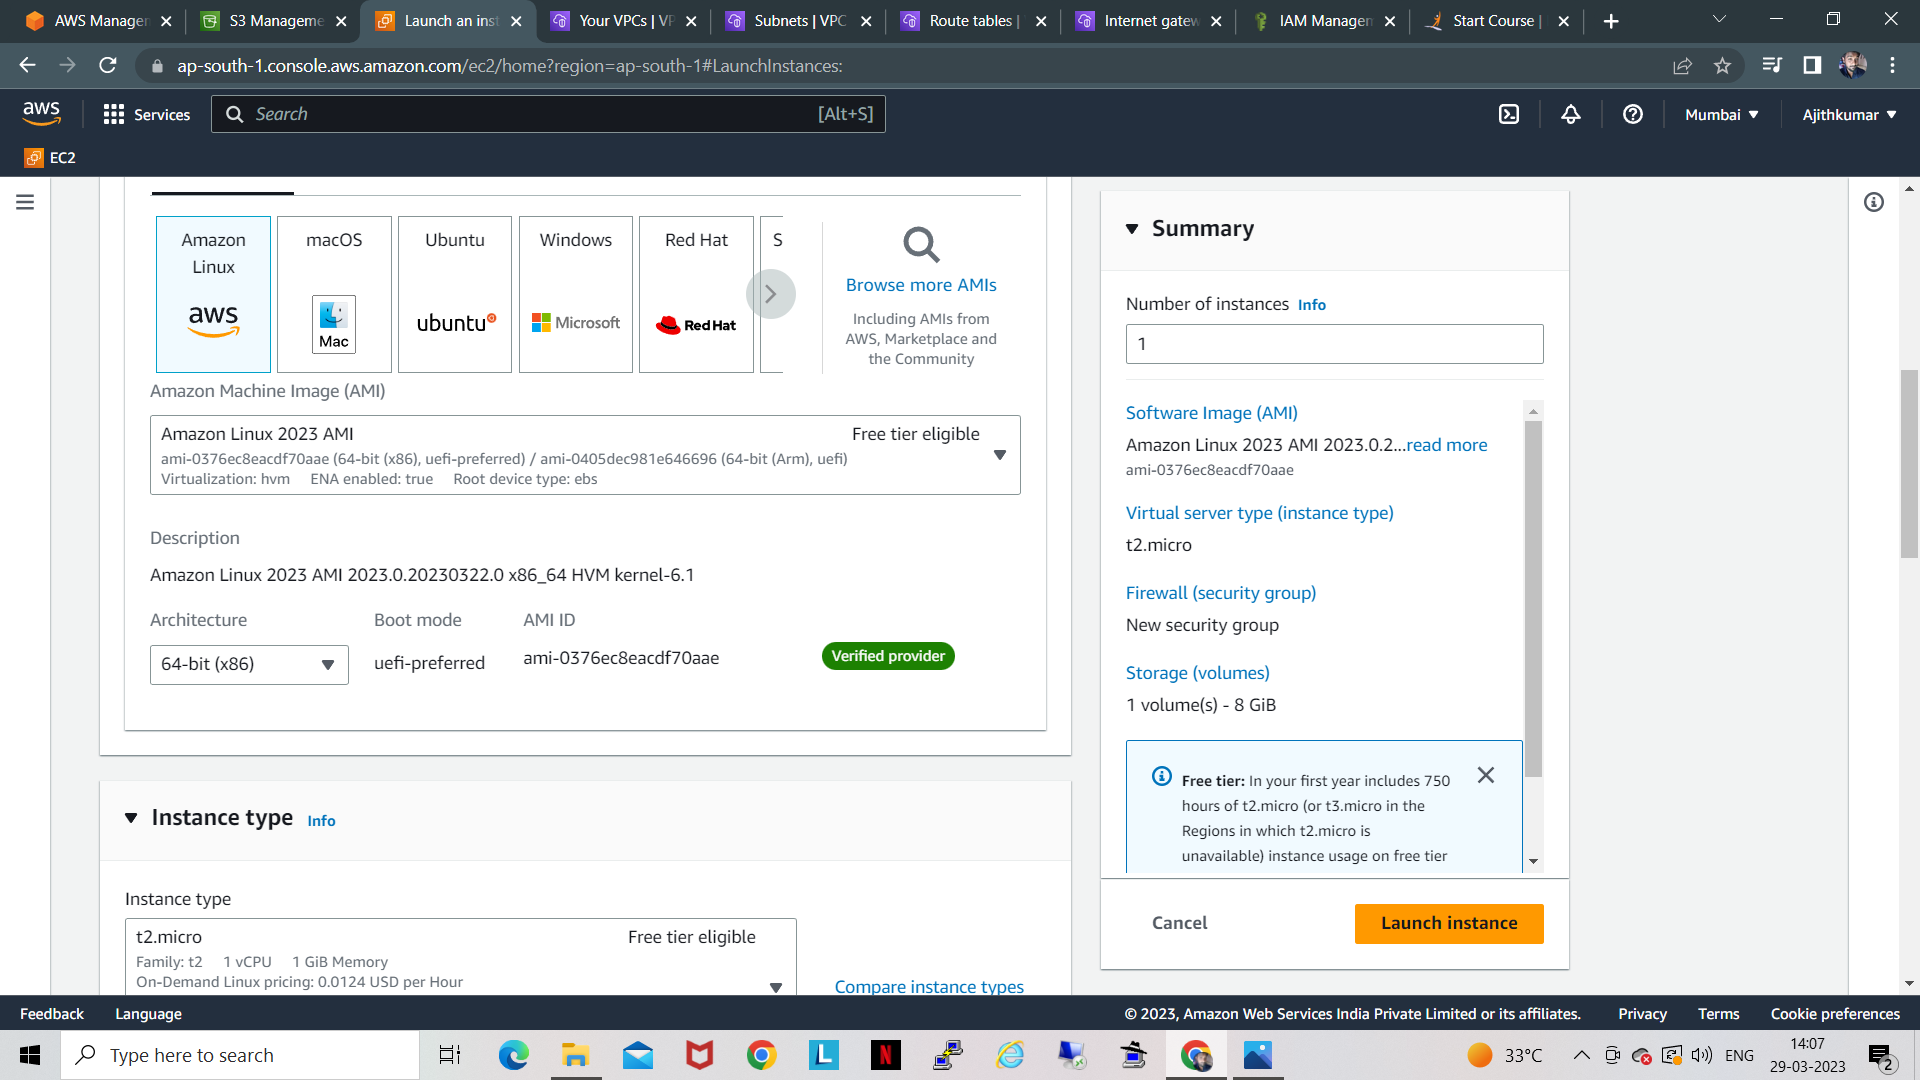 AWS Managem
S3 Manageme
Launch an inst
Your VPCs | VP
Subnets | VPC
Route tables |
Internet gatew
IAM Managem
Start Course |
ap-south-1.console.aws.amazon.com/ec2/home?region=ap-south-1#LaunchInstances:
aws
Services
Search
[Alt+S]
Mumbai
Ajithkumar
EC2
Amazon
Linux
aws
macOS
Mac
Ubuntu
ubuntu
Windows
Microsoft
Red Hat
Red Hat
S
Browse more AMIs
Including AMIs from
AWS, Marketplace and
the Community
Amazon Machine Image (AMI)
Amazon Linux 2023 AMI
Free tier eligible
ami-0376ec8eacdf70aae (64-bit (x86), uefi-preferred) / ami-0405dec981e646696 (64-bit (Arm), uefi)
Virtualization: hvm ENA enabled: true Root device type: ebs
Description
Amazon Linux 2023 AMI 2023.0.20230322.0 x86_64 HVM kernel-6.1
Architecture
Boot mode
AMI ID
64-bit (x86)
uefi-preferred
ami-0376ec8eacdf70aae
Verified provider
Instance type Info
Instance type
t2.micro
Free tier eligible
Family: t2 1 vCPU 1 GiB Memory
On-Demand Linux pricing: 0.0124 USD per Hour
Compare instance types
Summary
Number of instances Info
1
Software Image (AMI)
Amazon Linux 2023 AMI 2023.0.2...read more
ami-0376ec8eacdf70aae
Virtual server type (instance type)
t2.micro
Firewall (security group)
New security group
Storage (volumes)
1 volume(s) - 8 GiB
Free tier: In your first year includes 750
hours of t2.micro (or t3.micro in the
Regions in which t2.micro is
unavailable) instance usage on free tier
Cancel
Launch instance
Feedback
Language
© 2023, Amazon Web Services India Private Limited or its affiliates.
Privacy
Terms
Cookie preferences
Type here to search
L
N
33°C
ENG
14:07
29-03-2023
2